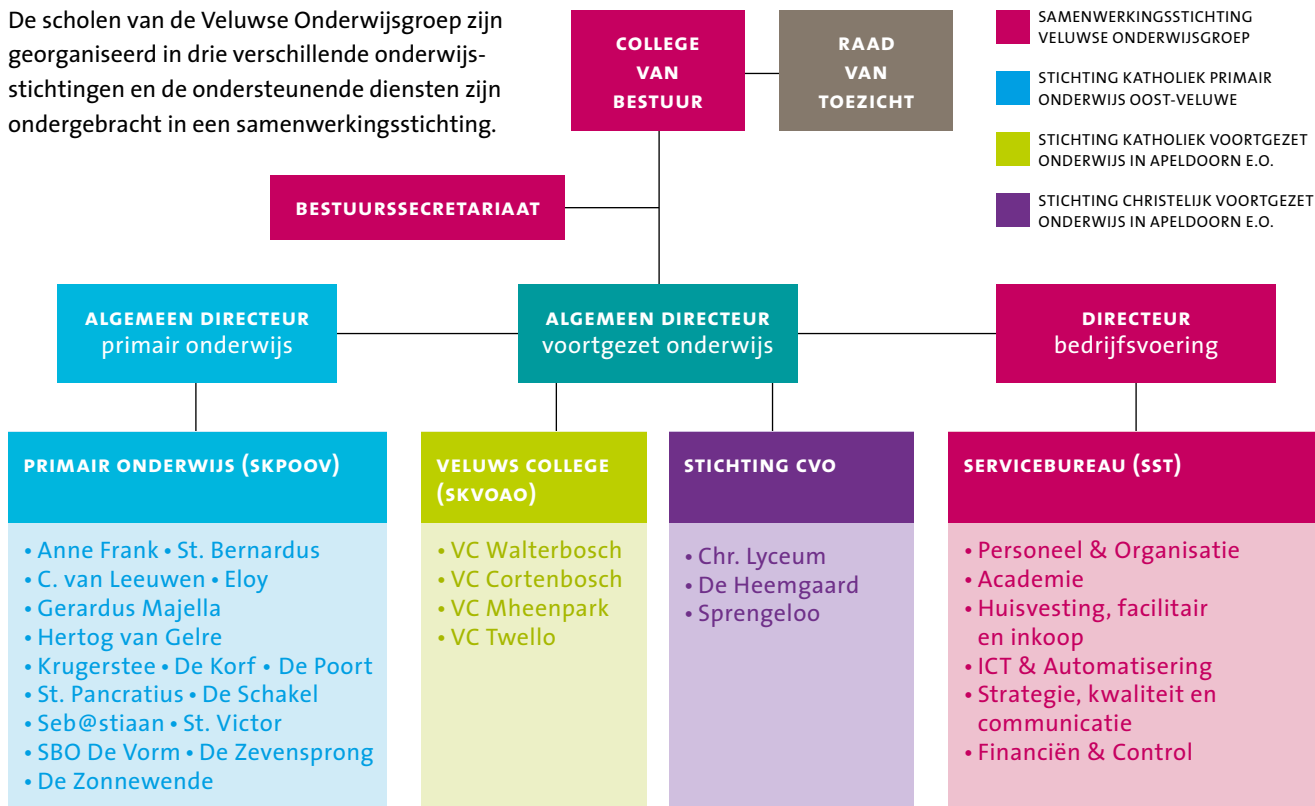 De scholen van de Veluwse Onderwijsgroep zijn
georganiseerd in drie verschillende onderwijs-
stichtingen en de ondersteunende diensten zijn
ondergebracht in een samenwerkingsstichting.
COLLEGE
VAN
BESTUUR
RAAD
VAN
TOEZICHT
SAMENWERKINGSSTICHTING
VELUWSE ONDERWIJSGROEP
STICHTING KATHOLIEK PRIMAIR
ONDERWIJS OOST-VELUWE
STICHTING KATHOLIEK VOORTGEZET
ONDERWIJS IN APELDOORN E.O.
STICHTING CHRISTELIJK VOORTGEZET
ONDERWIJS IN APELDOORN E.O.
BESTUURSSECRETARIAAT
ALGEMEEN DIRECTEUR
primair onderwijs
ALGEMEEN DIRECTEUR
voortgezet onderwijs
DIRECTEUR
bedrijfsvoering
PRIMAIR ONDERWIJS (SKPOOV)
• Anne Frank • St. Bernardus
• C. van Leeuwen • Eloy
• Gerardus Majella
• Hertog van Gelre
• Krugerstee • De Korf • De Poort
• St. Pancratius • De Schakel
• Seb@stiaan • St. Victor
• SBO De Vorm • De Zevensprong
• De Zonnewende
VELUWS COLLEGE
(SKVOAO)
• VC Walterbosch
• VC Cortenbosch
• VC Mheenpark
• VC Twello
STICHTING CVO
• Chr. Lyceum
• De Heemgaard
• Sprengeloo
SERVICEBUREAU (SST)
• Personeel & Organisatie
• Academie
• Huisvesting, facilitair
en inkoop
• ICT & Automatisering
• Strategie, kwaliteit en
communicatie
• Financiën & Control